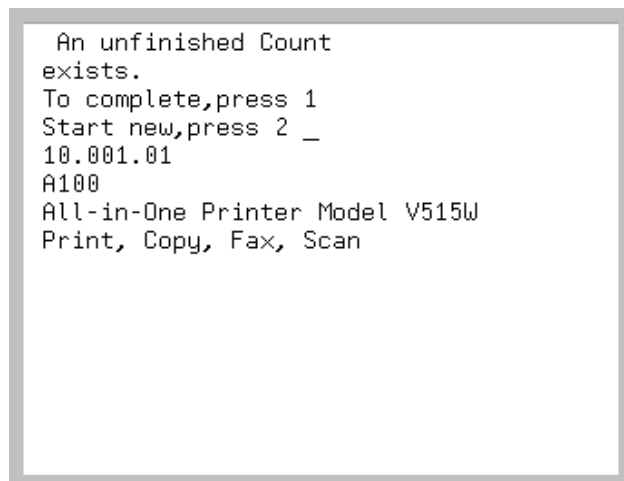 An unfinished Count
exists.
To complete,press 1
Start new,press 2 _
10.001.01
A100
All-in-One Printer Model V515W
Print, Copy, Fax, Scan